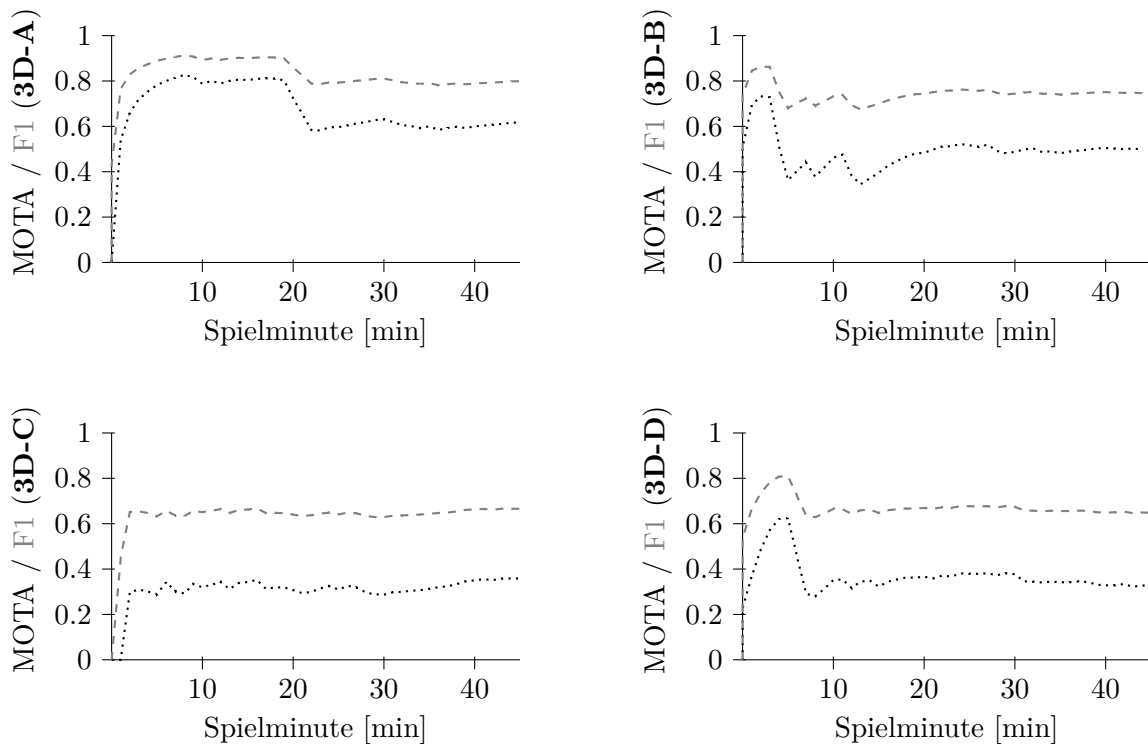 MOTA / F1 (3D-A)
1
0.8
0.6
0.4
0.2
0
10 20 30 40
Spielminute [min]
MOTA / F1 (3D-B)
1
0.8
0.6
0.4
0.2
0
10 20 30 40
Spielminute [min]
MOTA / F1 (3D-C)
1
0.8
0.6
0.4
0.2
0
10 20 30 40
Spielminute [min]
MOTA / F1 (3D-D)
1
0.8
0.6
0.4
0.2
0
10 20 30 40
Spielminute [min]